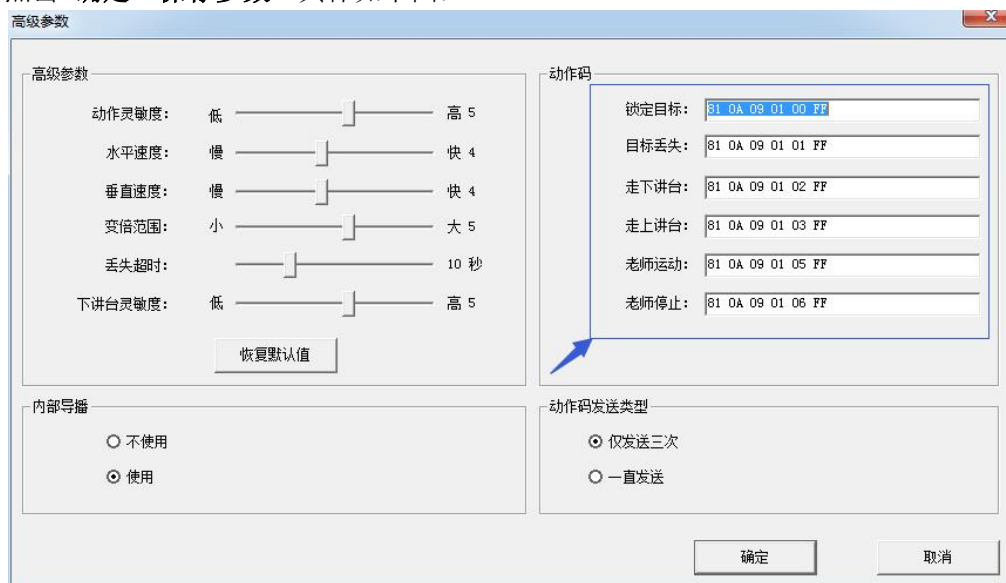 高级参数
高级参数
动作灵敏度： 低 高 5
水平速度： 慢 快 4
垂直速度： 慢 快 4
变倍范围： 小 大 5
丢失超时： 10 秒
下讲台灵敏度： 低 高 5
恢复默认值
动作码
锁定目标： 81 0A 09 01 00 FF
目标丢失： 81 0A 09 01 01 FF
走下讲台： 81 0A 09 01 02 FF
走上讲台： 81 0A 09 01 03 FF
老师运动： 81 0A 09 01 05 FF
老师停止： 81 0A 09 01 06 FF
内部导播
不使用
使用
动作码发送类型
仅发送三次
一直发送
确定
取消